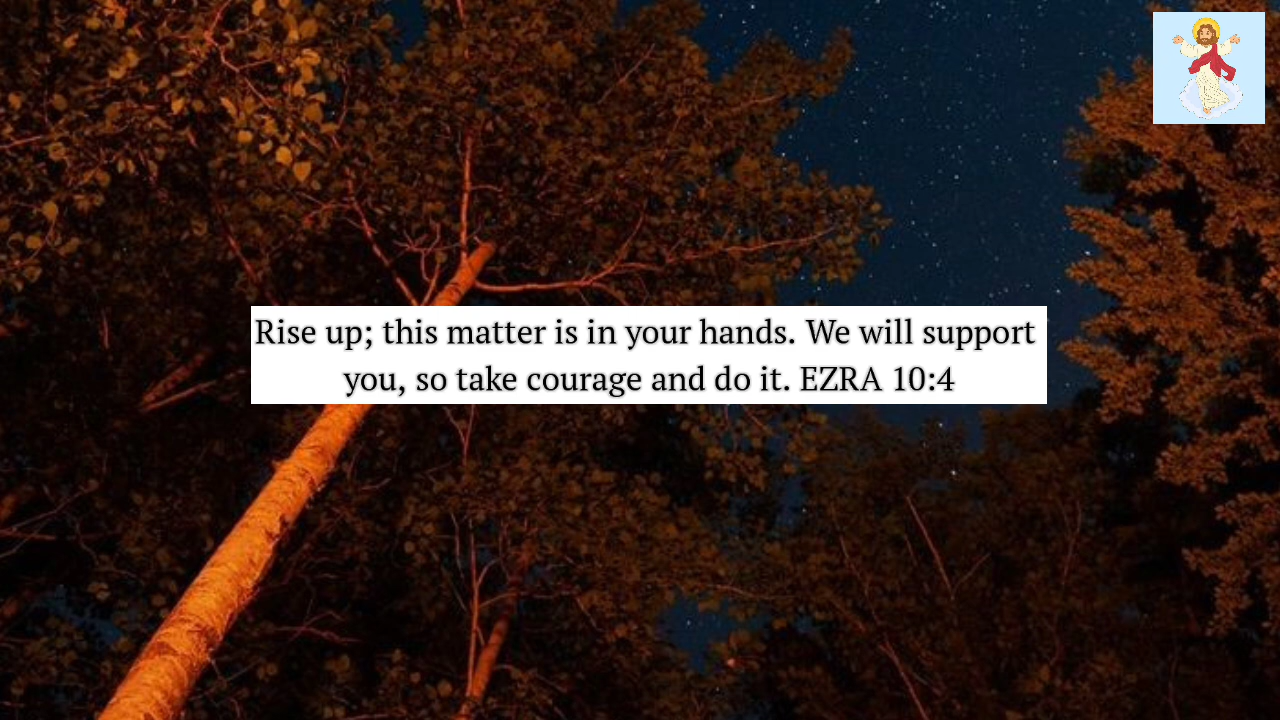 Rise up; this matter is in your hands. We will support
you, so take courage and do it. EZRA 10:4